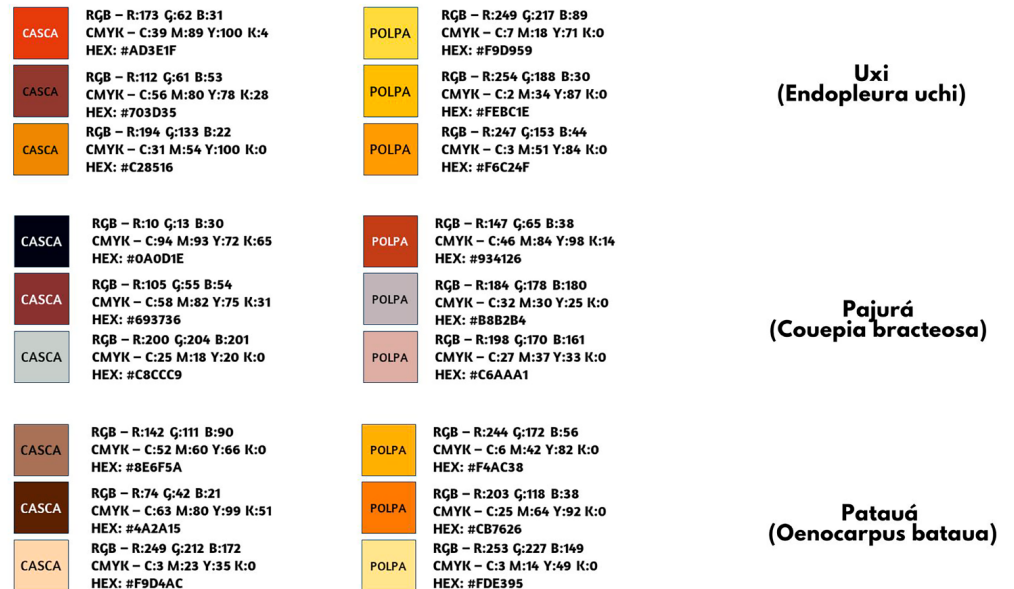 CASCA
RGB – R:173 G:62 B:31
CMYK – C:39 M:89 Y:100 K:4
HEX: #AD3E1F
CASCA
RGB – R:112 G:61 B:53
CMYK – C:56 M:80 Y:78 K:28
HEX: #703D35
CASCA
RGB – R:194 G:133 B:22
CMYK – C:31 M:54 Y:100 K:0
HEX: #C28516
POLPA
RGB – R:249 G:217 B:89
CMYK – C:7 M:18 Y:71 K:0
HEX: #F9D959
POLPA
RGB – R:254 G:188 B:30
CMYK – C:2 M:34 Y:87 K:0
HEX: #FEBC1E
POLPA
RGB – R:247 G:153 B:44
CMYK – C:3 M:51 Y:84 K:0
HEX: #F6C24F
Uxi
(Endopleura uchi)
CASCA
RGB – R:10 G:13 B:30
CMYK – C:94 M:93 Y:72 K:65
HEX: #0A0D1E
CASCA
RGB – R:105 G:55 B:54
CMYK – C:58 M:82 Y:75 K:31
HEX: #693736
CASCA
RGB – R:200 G:204 B:201
CMYK – C:25 M:18 Y:20 K:0
HEX: #C8CCC9
POLPA
RGB – R:147 G:65 B:38
CMYK – C:46 M:84 Y:98 K:14
HEX: #934126
POLPA
RGB – R:184 G:178 B:180
CMYK – C:32 M:30 Y:25 K:0
HEX: #B8B2B4
POLPA
RGB – R:198 G:170 B:161
CMYK – C:27 M:37 Y:33 K:0
HEX: #C6AAA1
Pajurá
(Couepia bracteosa)
CASCA
RGB – R:142 G:111 B:90
CMYK – C:52 M:60 Y:66 K:0
HEX: #8E6F5A
CASCA
RGB – R:74 G:42 B:21
CMYK – C:63 M:80 Y:99 K:51
HEX: #4A2A15
CASCA
RGB – R:249 G:212 B:172
CMYK – C:3 M:23 Y:35 K:0
HEX: #F9D4AC
POLPA
RGB – R:244 G:172 B:56
CMYK – C:6 M:42 Y:82 K:0
HEX: #F4AC38
POLPA
RGB – R:203 G:118 B:38
CMYK – C:25 M:64 Y:92 K:0
HEX: #CB7626
POLPA
RGB – R:253 G:227 B:149
CMYK – C:3 M:14 Y:49 K:0
HEX: #FDE395
Patauá
(Oenocarpus bataua)